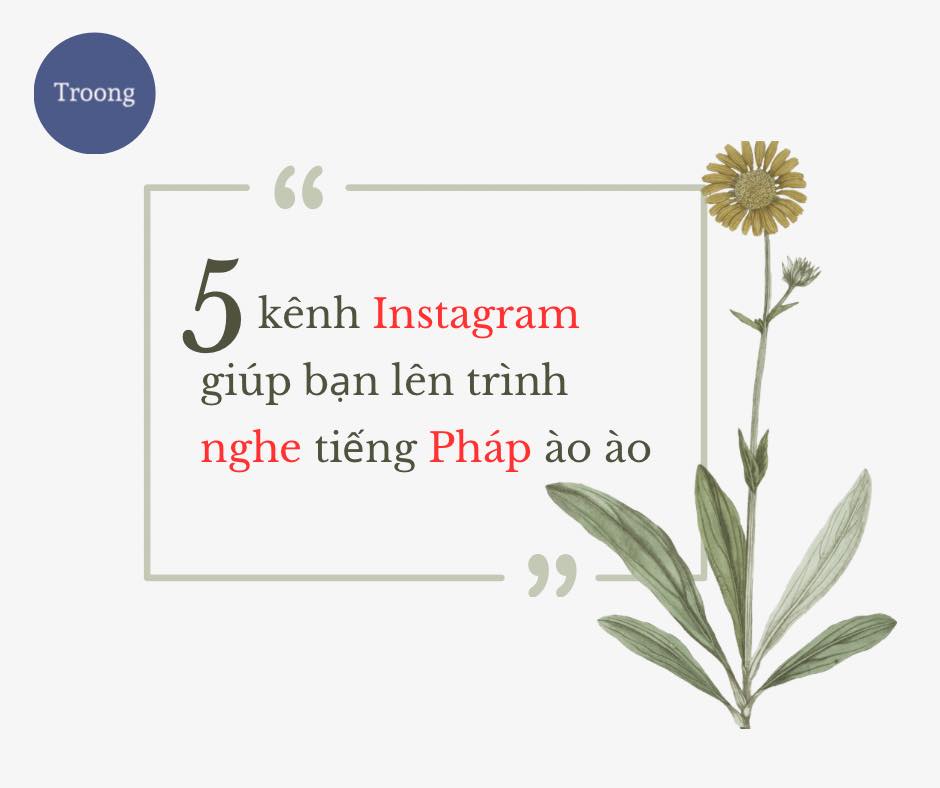 Troong
“
5 kênh Instagram
giúp bạn lên trình
nghe tiếng Pháp ào ào
”